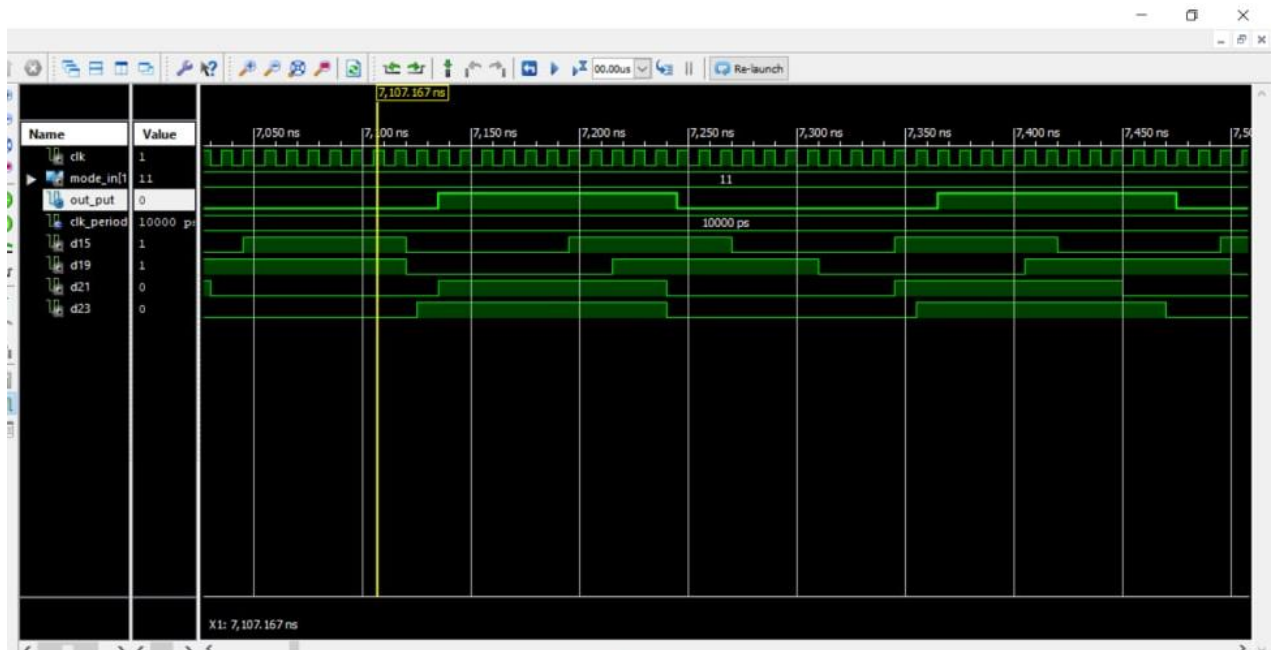 00.00us
Re-launch
7,107.167 ns
Name
Value
7,050 ns
7,100 ns
7,150 ns
7,200 ns
7,250 ns
7,300 ns
7,350 ns
7,400 ns
7,450 ns
7,50
clk
1
mode_in[1
11
11
out_put
0
clk_period
10000 ps
10000 ps
d15
1
d19
1
d21
0
d23
0
X1: 7,107.167 ns